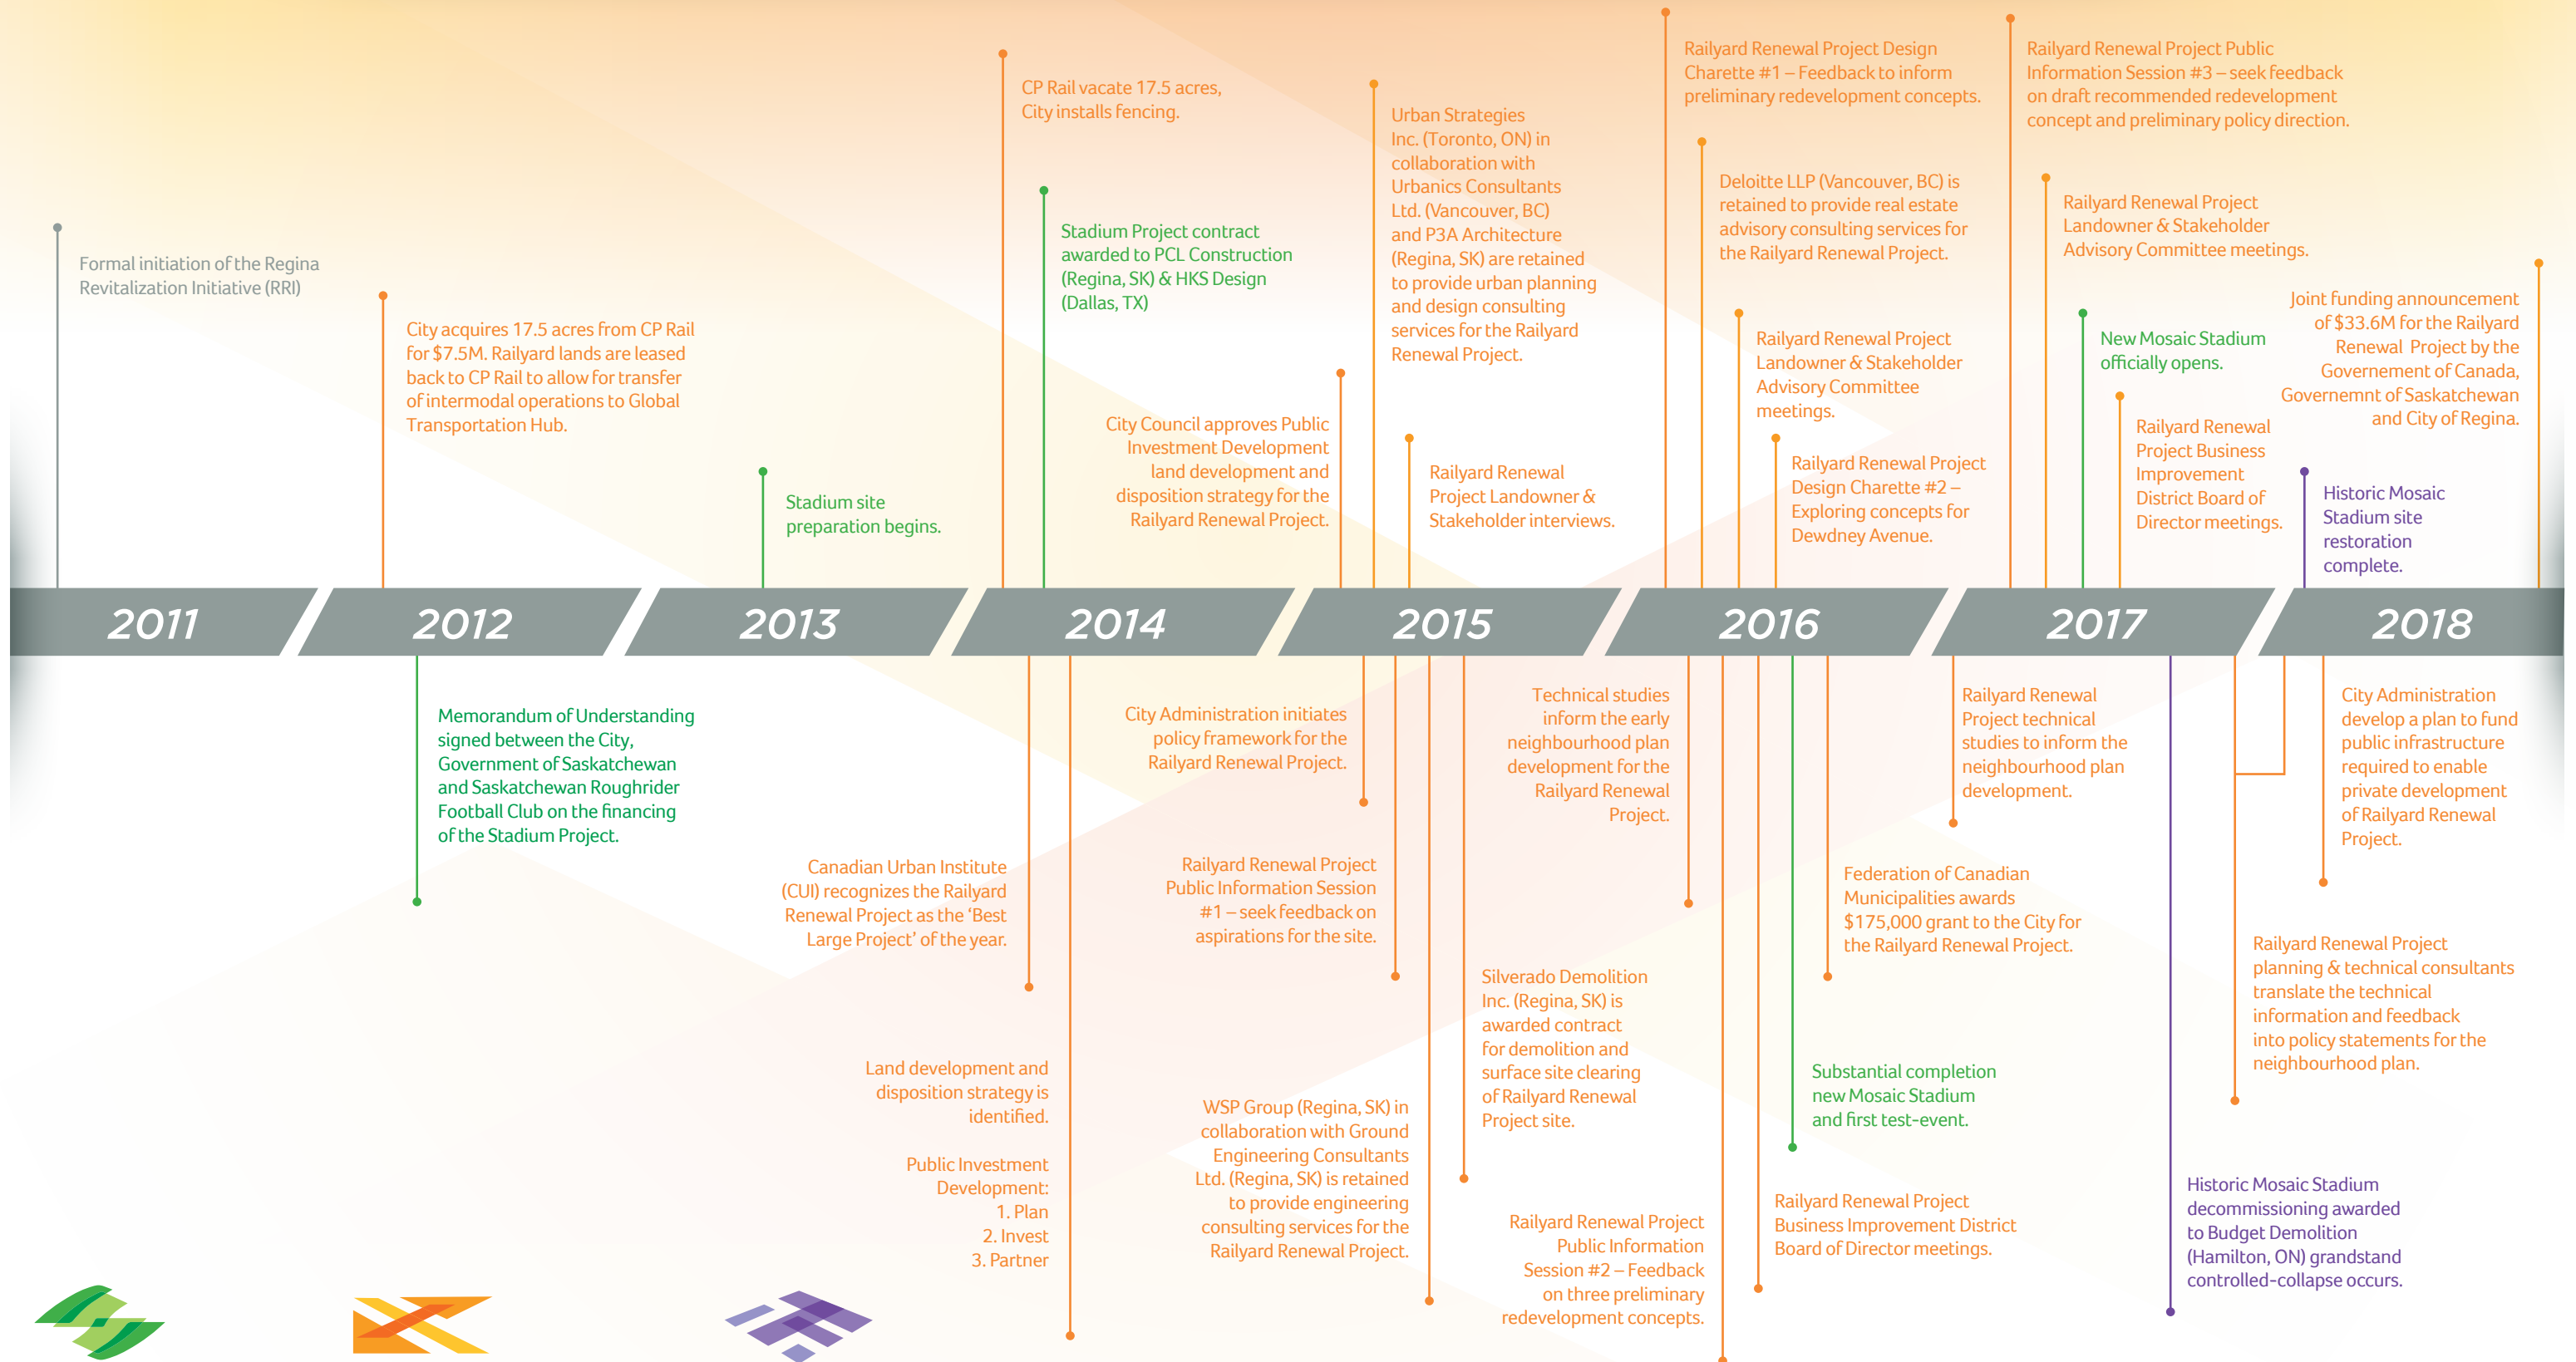 Formal initiation of the Regina
Revitalization Initiative (RRI)
City acquires 17.5 acres from CP Rail
for $7.5M. Railyard lands are leased
back to CP Rail to allow for transfer
of intermodal operations to Global
Transportation Hub.
Stadium site
preparation begins.
CP Rail vacate 17.5 acres,
City installs fencing.
Stadium Project contract
awarded to PCL Construction
(Regina, SK) & HKS Design
(Dallas, TX)
City Council approves Public
Investment Development
land development and
disposition strategy for the
Railyard Renewal Project.
Urban Strategies
Inc. (Toronto, ON) in
collaboration with
Urbanics Consultants
Ltd. (Vancouver, BC)
and P3A Architecture
(Regina, SK) are retained
to provide urban planning
and design consulting
services for the Railyard
Renewal Project.
Railyard Renewal
Project Landowner &
Stakeholder interviews.
Railyard Renewal Project Design
Charette #1 – Feedback to inform
preliminary redevelopment concepts.
Deloitte LLP (Vancouver, BC) is
retained to provide real estate
advisory consulting services for
the Railyard Renewal Project.
Railyard Renewal Project
Landowner & Stakeholder
Advisory Committee
meetings.
Railyard Renewal Project
Design Charette #2 –
Exploring concepts for
Dewdney Avenue.
Railyard Renewal Project Public
Information Session #3 – seek feedback
on draft recommended redevelopment
concept and preliminary policy direction.
Railyard Renewal Project
Landowner & Stakeholder
Advisory Committee meetings.
New Mosaic Stadium
officially opens.
Railyard Renewal
Project Business
Improvement
District Board of
Director meetings.
Joint funding announcement
of $33.6M for the Railyard
Renewal Project by the
Governement of Canada,
Governemnt of Saskatchewan
and City of Regina.
Historic Mosaic
Stadium site
restoration
complete.
2011
2012
2013
2014
2015
2016
2017
2018
Memorandum of Understanding
signed between the City,
Government of Saskatchewan
and Saskatchewan Roughrider
Football Club on the financing
of the Stadium Project.
Canadian Urban Institute
(CUI) recognizes the Railyard
Renewal Project as the ‘Best
Large Project’ of the year.
Land development and
disposition strategy is
identified.
Public Investment
Development:
1. Plan
2. Invest
3. Partner
City Administration initiates
policy framework for the
Railyard Renewal Project.
Railyard Renewal Project
Public Information Session
#1 – seek feedback on
aspirations for the site.
WSP Group (Regina, SK) in
collaboration with Ground
Engineering Consultants
Ltd. (Regina, SK) is retained
to provide engineering
consulting services for the
Railyard Renewal Project.
Silverado Demolition
Inc. (Regina, SK) is
awarded contract
for demolition and
surface site clearing
of Railyard Renewal
Project site.
Technical studies
inform the early
neighbourhood plan
development for the
Railyard Renewal
Project.
Railyard Renewal Project
Public Information
Session #2 – Feedback
on three preliminary
redevelopment concepts.
Railyard Renewal Project
Business Improvement District
Board of Director meetings.
Substantial completion
new Mosaic Stadium
and first test-event.
Federation of Canadian
Municipalities awards
$175,000 grant to the City for
the Railyard Renewal Project.
Railyard Renewal
Project technical
studies to inform the
neighbourhood plan
development.
Historic Mosaic Stadium
decommissioning awarded
to Budget Demolition
(Hamilton, ON) grandstand
controlled-collapse occurs.
Railyard Renewal Project
planning & technical consultants
translate the technical
information and feedback
into policy statements for the
neighbourhood plan.
City Administration
develop a plan to fund
public infrastructure
required to enable
private development
of Railyard Renewal
Project.